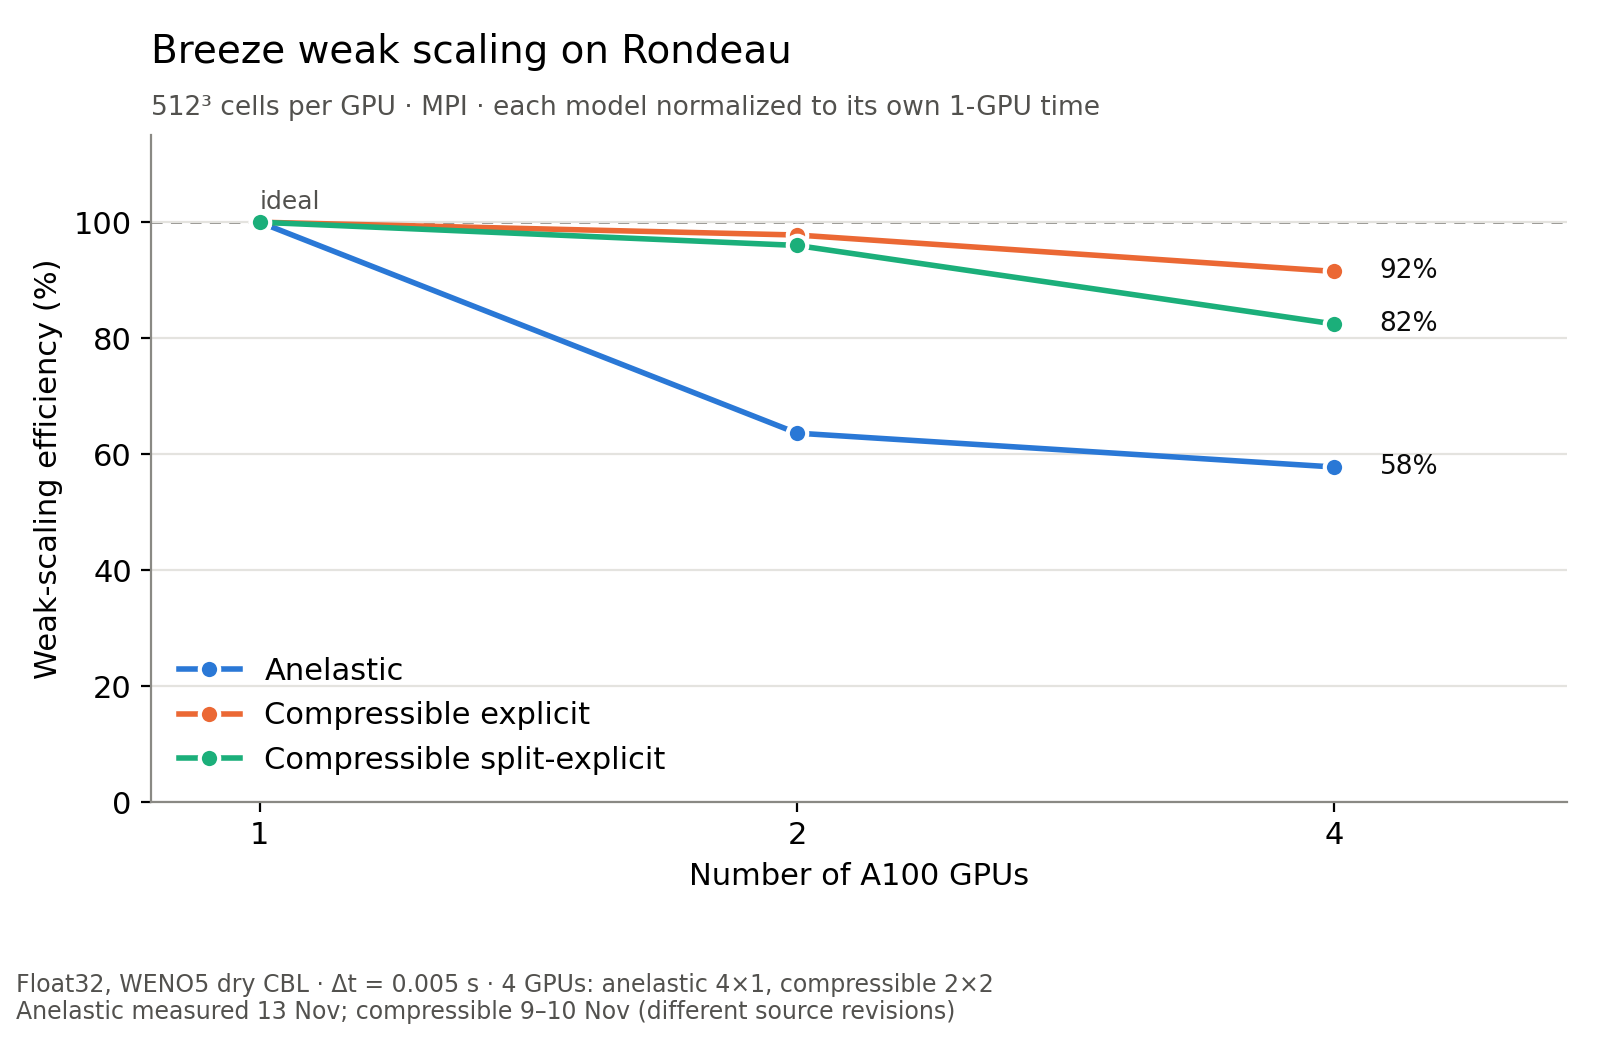 Breeze weak scaling on Rondeau
512³ cells per GPU · MPI · each model normalized to its own 1-GPU time
ideal
100
80
60
40
20
0
Weak-scaling efficiency (%)
92%
82%
58%
Anelastic
Compressible explicit
Compressible split-explicit
1
2
4
Number of A100 GPUs
Float32, WENO5 dry CBL · Δt = 0.005 s · 4 GPUs: anelastic 4×1, compressible 2×2
Anelastic measured 13 Nov; compressible 9–10 Nov (different source revisions)